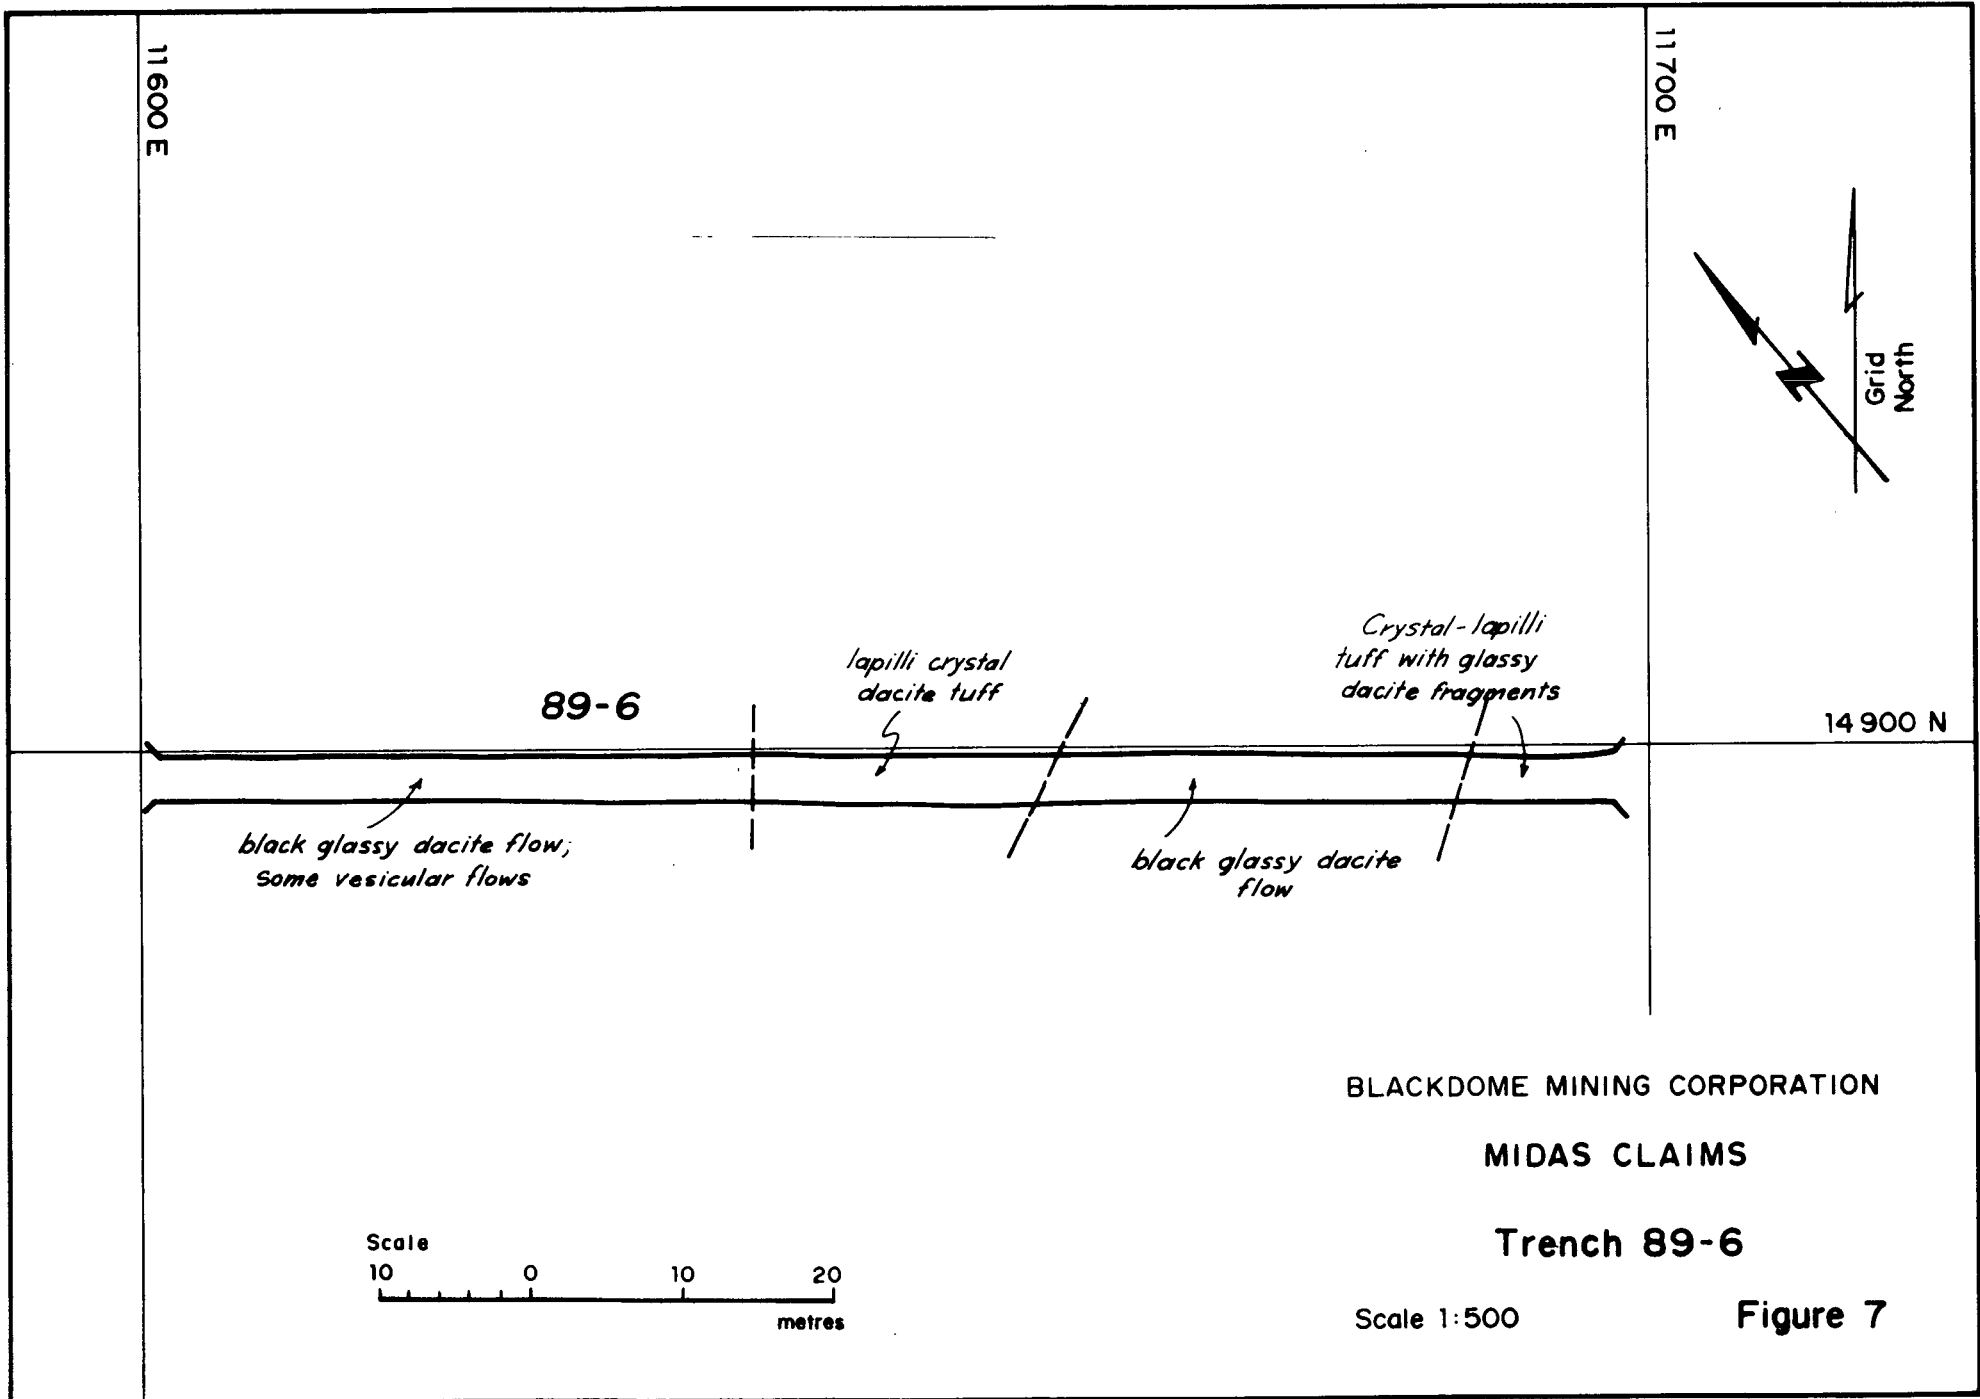 11600 E
11700 E
Grid
North
Crystal-lapilli
tuff with glassy
dacite fragments
lapilli crystal
dacite tuff
89-6
14900 N
black glassy dacite flow;
some vesicular flows
black glassy dacite
flow
BLACKDOME MINING CORPORATION
MIDAS CLAIMS
Trench 89-6
Scale 1:500
Figure 7
Scale
10 0 10 20
metres